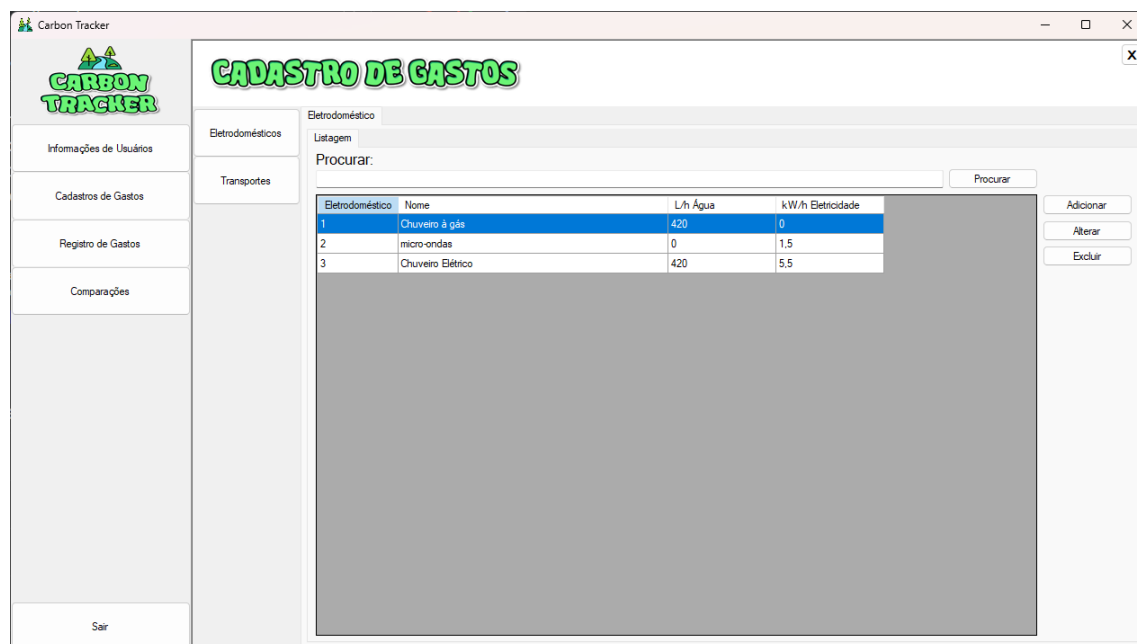 Carbon Tracker
CARBON
TRACKER
CADASTRO DE GASTOS
X
Informações de Usuários
Cadastros de Gastos
Registro de Gastos
Comparações
Sair
Eletrodomésticos
Transportes
Eletrodoméstico
Listagem
Procurar:
Procurar
Eletrodoméstico Nome L/h Água kW/h Eletricidade
1 Chuveiro à gás 420 0
2 micro-ondas 0 1,5
3 Chuveiro Elétrico 420 5,5
Adicionar
Alterar
Excluir